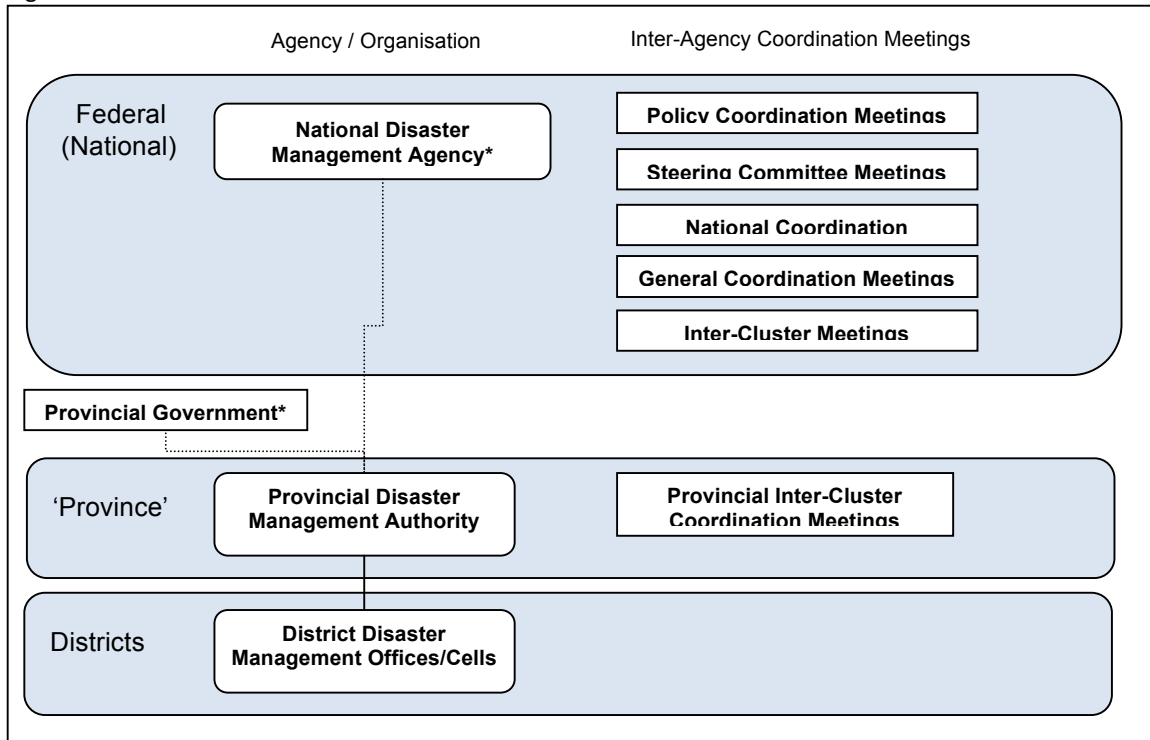 Agency / Organisation
Inter-Agency Coordination Meetings
Federal
(National)
National Disaster
Management Agency*
Policy Coordination Meetings
Steering Committee Meetings
National Coordination
General Coordination Meetings
Inter-Cluster Meetings
Provincial Government*
‘Province’
Provincial Disaster
Management Authority
Provincial Inter-Cluster
Coordination Meetings
Districts
District Disaster
Management Offices/Cells